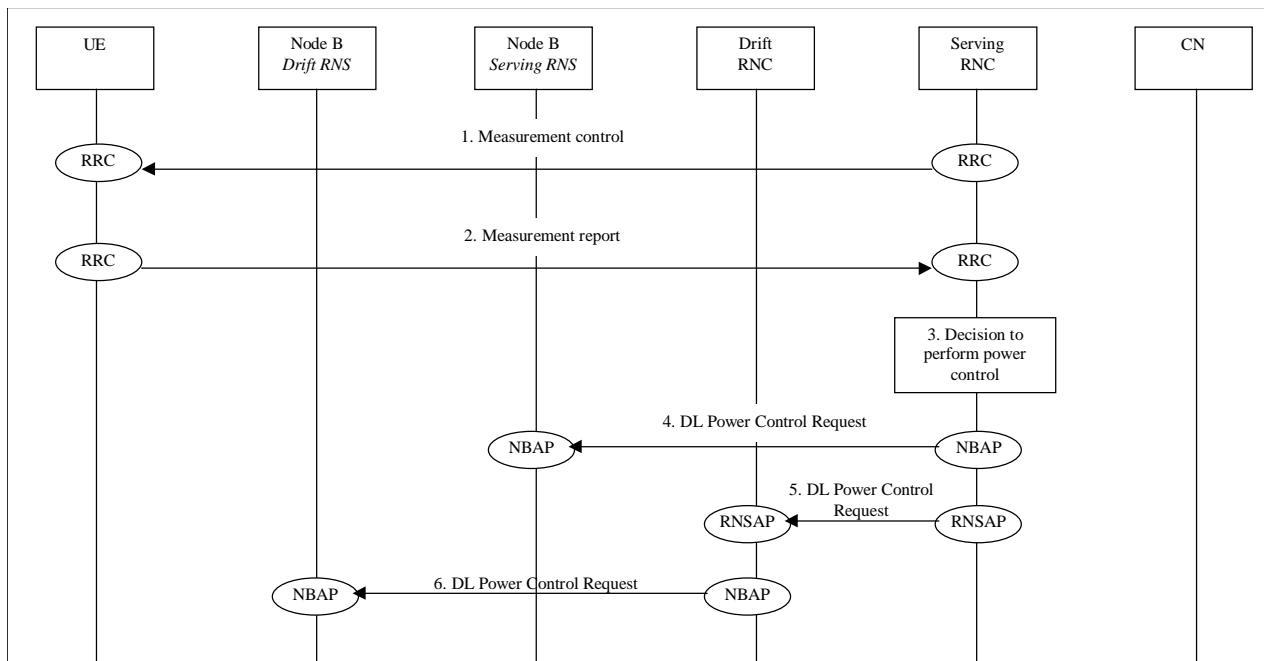 UE
Node B
Drift RNS
Node B
Serving RNS
Drift
RNC
Serving
RNC
CN
1. Measurement control
RRC
RRC
2. Measurement report
RRC
RRC
3. Decision to
perform power
control
4. DL Power Control Request
NBAP
NBAP
5. DL Power Control
Request
RNSAP
RNSAP
6. DL Power Control Request
NBAP
NBAP